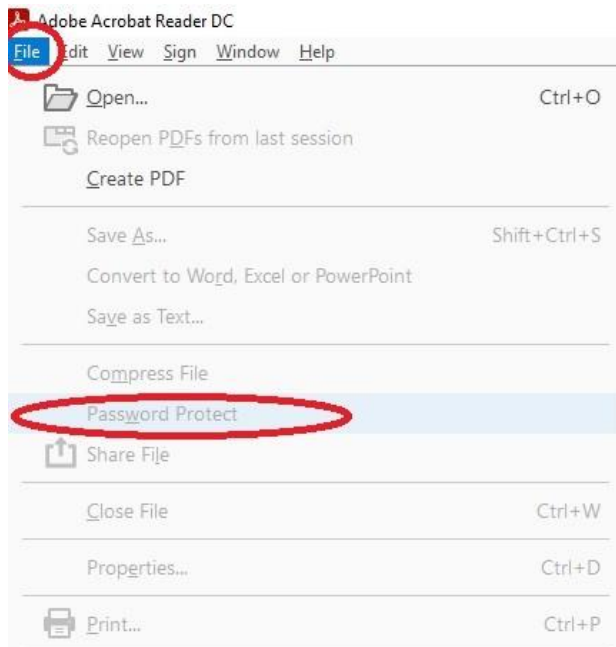 Adobe Acrobat Reader DC
File Edit View Sign Window Help
Open... Ctrl+O
Reopen PDFs from last session
Create PDF
Save As... Shift+Ctrl+S
Convert to Word, Excel or PowerPoint
Save as Text...
Compress File
Password Protect
Share File
Close File Ctrl+W
Properties... Ctrl+D
Print... Ctrl+P